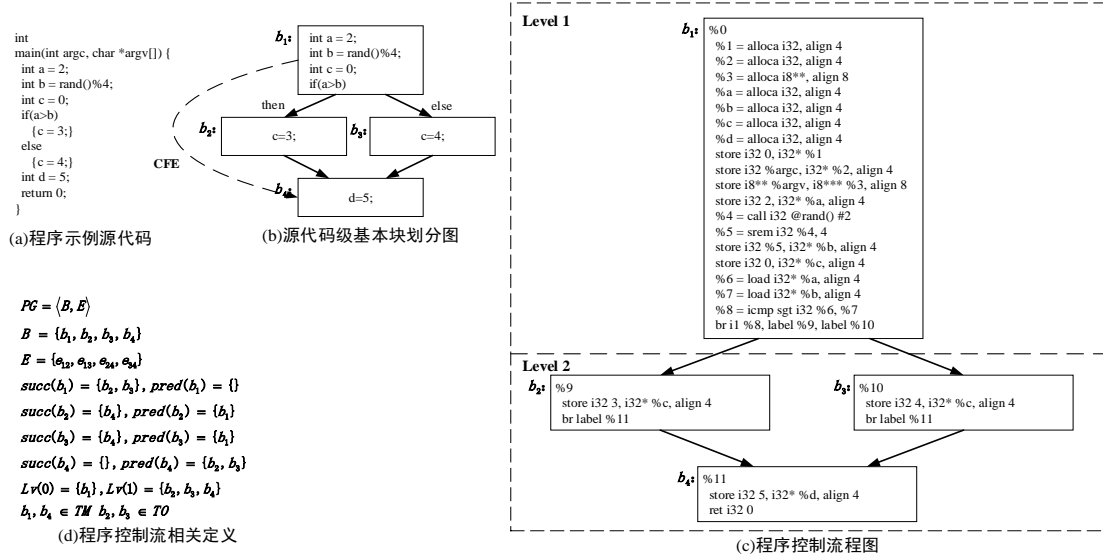 int
main(int argc, char *argv[]) {
int a = 2;
int b = rand()%4;
int c = 0;
if(a>b)
{c = 3;}
else
{c = 4;}
int d = 5;
return 0;
}
(a)程序示例源代码
b₁:
int a = 2;
int b = rand()%4;
int c = 0;
if(a>b)
then
else
b₂:
c=3;
b₃:
c=4;
CFE
b₄:
d=5;
(b)源代码级基本块划分图
PG = ⟨B, E⟩
B = {b₁, b₂, b₃, b₄}
E = {e₁₂, e₁₃, e₂₄, e₃₄}
succ(b₁) = {b₂, b₃}, pred(b₁) = {}
succ(b₂) = {b₄}, pred(b₂) = {b₁}
succ(b₃) = {b₄}, pred(b₃) = {b₁}
succ(b₄) = {}, pred(b₄) = {b₂, b₃}
Lv(0) = {b₁}, Lv(1) = {b₂, b₃, b₄}
b₁, b₄ ∈ TM b₂, b₃ ∈ TO
(d)程序控制流相关定义
Level 1
b₁:
%0
%1 = alloca i32, align 4
%2 = alloca i32, align 4
%3 = alloca i8**, align 8
%a = alloca i32, align 4
%b = alloca i32, align 4
%c = alloca i32, align 4
%d = alloca i32, align 4
store i32 0, i32* %1
store i32 %argc, i32* %2, align 4
store i8** %argv, i8*** %3, align 8
store i32 2, i32* %a, align 4
%4 = call i32 @rand() #2
%5 = srem i32 %4, 4
store i32 %5, i32* %b, align 4
store i32 0, i32* %c, align 4
%6 = load i32* %a, align 4
%7 = load i32* %b, align 4
%8 = icmp sgt i32 %6, %7
br i1 %8, label %9, label %10
Level 2
b₂:
%9
store i32 3, i32* %c, align 4
br label %11
b₃:
%10
store i32 4, i32* %c, align 4
br label %11
b₄:
%11
store i32 5, i32* %d, align 4
ret i32 0
(c)程序控制流程图